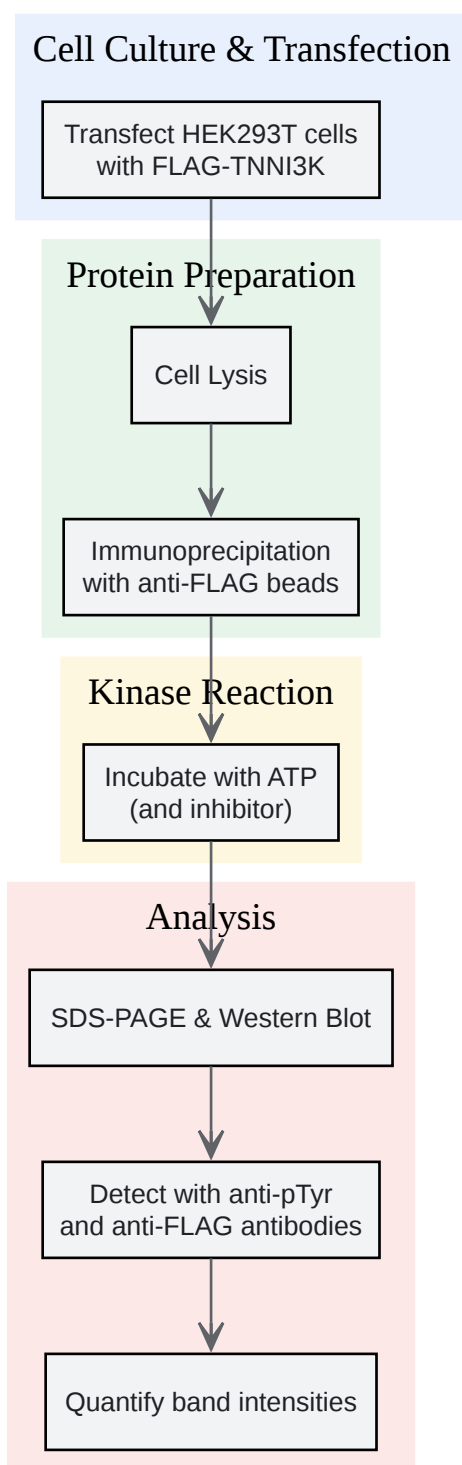 Cell Culture & Transfection
Transfect HEK293T cells
with FLAG-TNNI3K
Protein Preparation
Cell Lysis
Immunoprecipitation
with anti-FLAG beads
Kinase Reaction
Incubate with ATP
(and inhibitor)
Analysis
SDS-PAGE & Western Blot
Detect with anti-pTyr
and anti-FLAG antibodies
Quantify band intensities